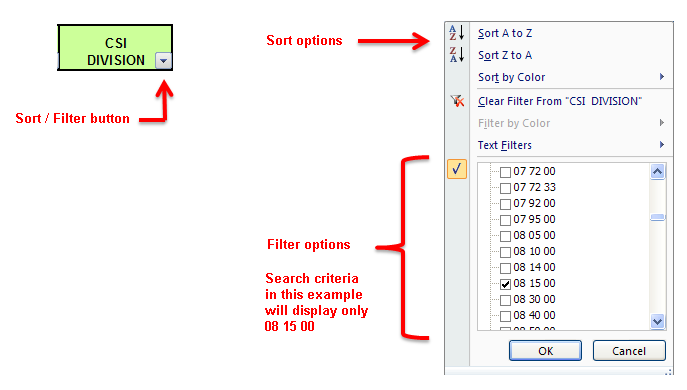 CSI
DIVISION
Sort / Filter button
Sort options
Sort A to Z
Sort Z to A
Sort by Color
Clear Filter From "CSI DIVISION"
Filter by Color
Text Filters
07 72 00
07 72 33
07 92 00
07 95 00
08 05 00
08 10 00
08 14 00
08 15 00
08 30 00
08 40 00
Filter options
Search criteria
in this example
will display only
08 15 00
OK
Cancel